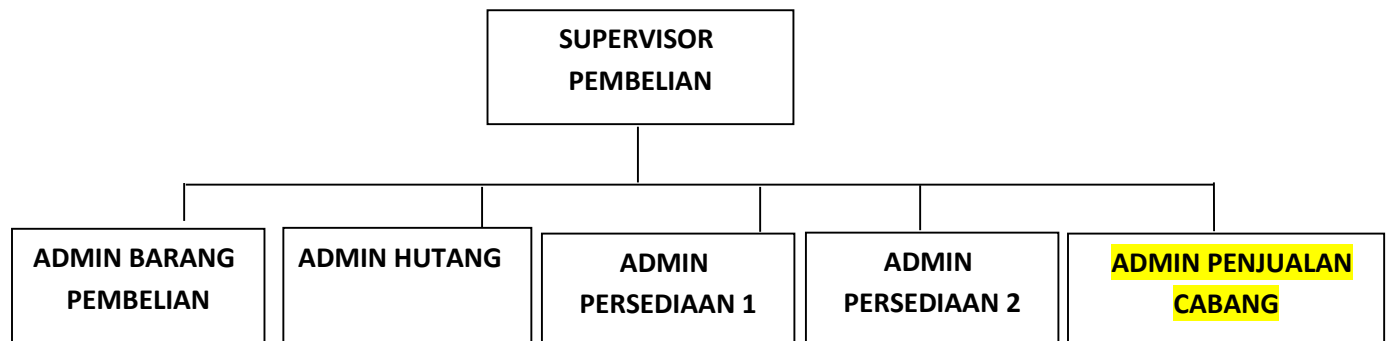 SUPERVISOR
PEMBELIAN
ADMIN BARANG
PEMBELIAN
ADMIN HUTANG
ADMIN
PERSEDIAAN 1
ADMIN
PERSEDIAAN 2
ADMIN PENJUALAN
CABANG